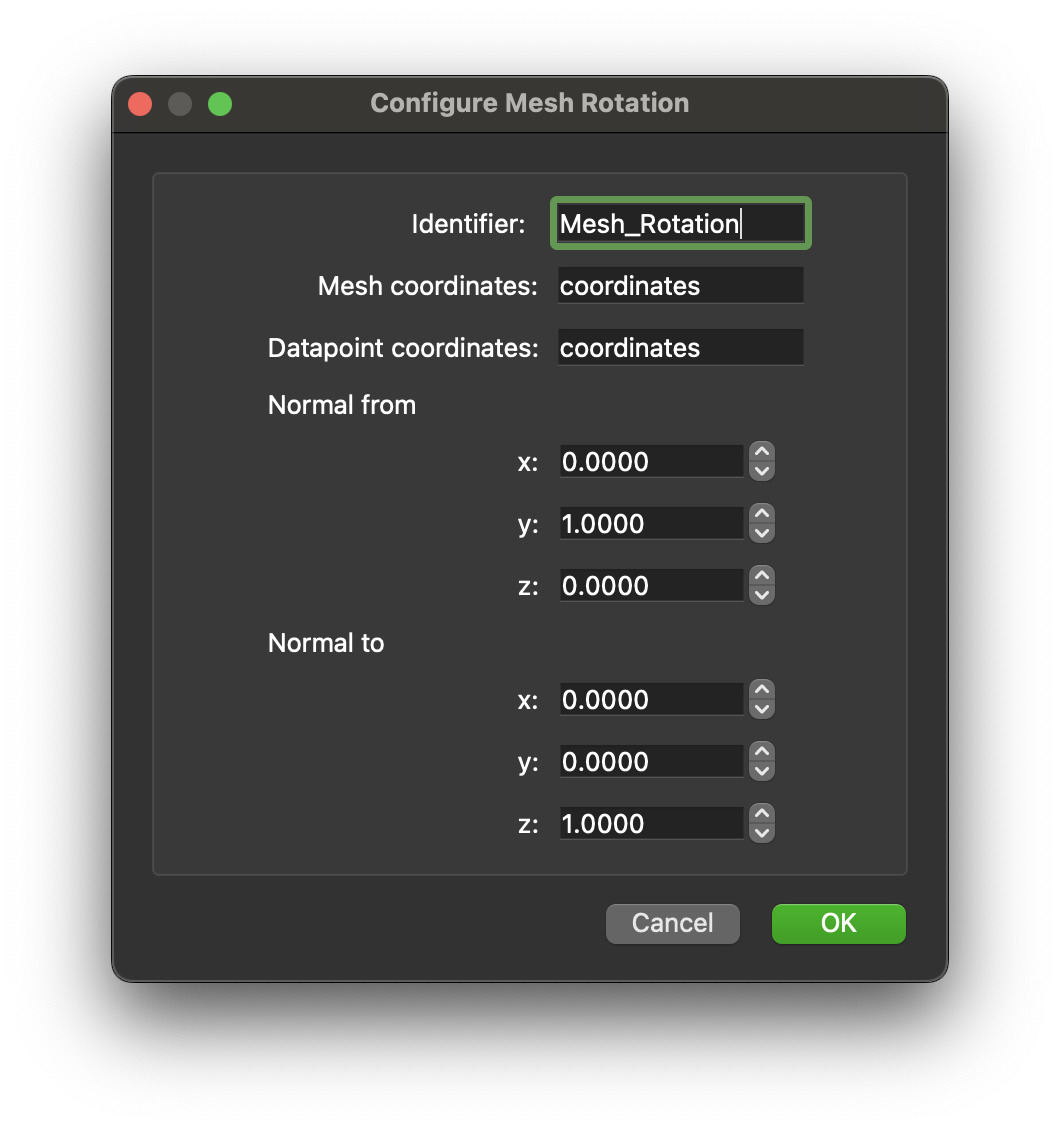 Configure Mesh Rotation
Identifier: Mesh_Rotation
Mesh coordinates: coordinates
Datapoint coordinates: coordinates
Normal from
x: 0.0000
y: 1.0000
z: 0.0000
Normal to
x: 0.0000
y: 0.0000
z: 1.0000
Cancel OK